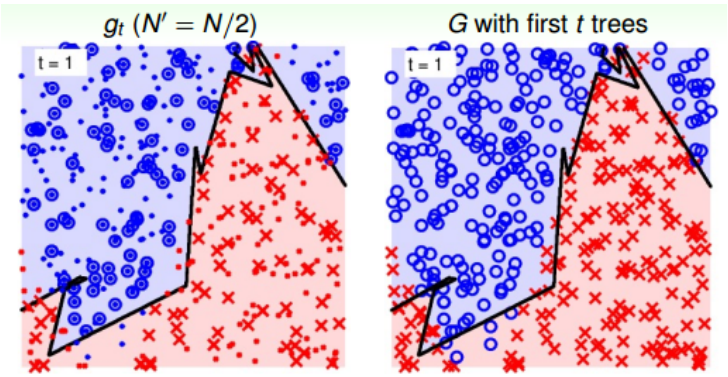 g_t (N′ = N/2)
G with first t trees
t = 1
t = 1